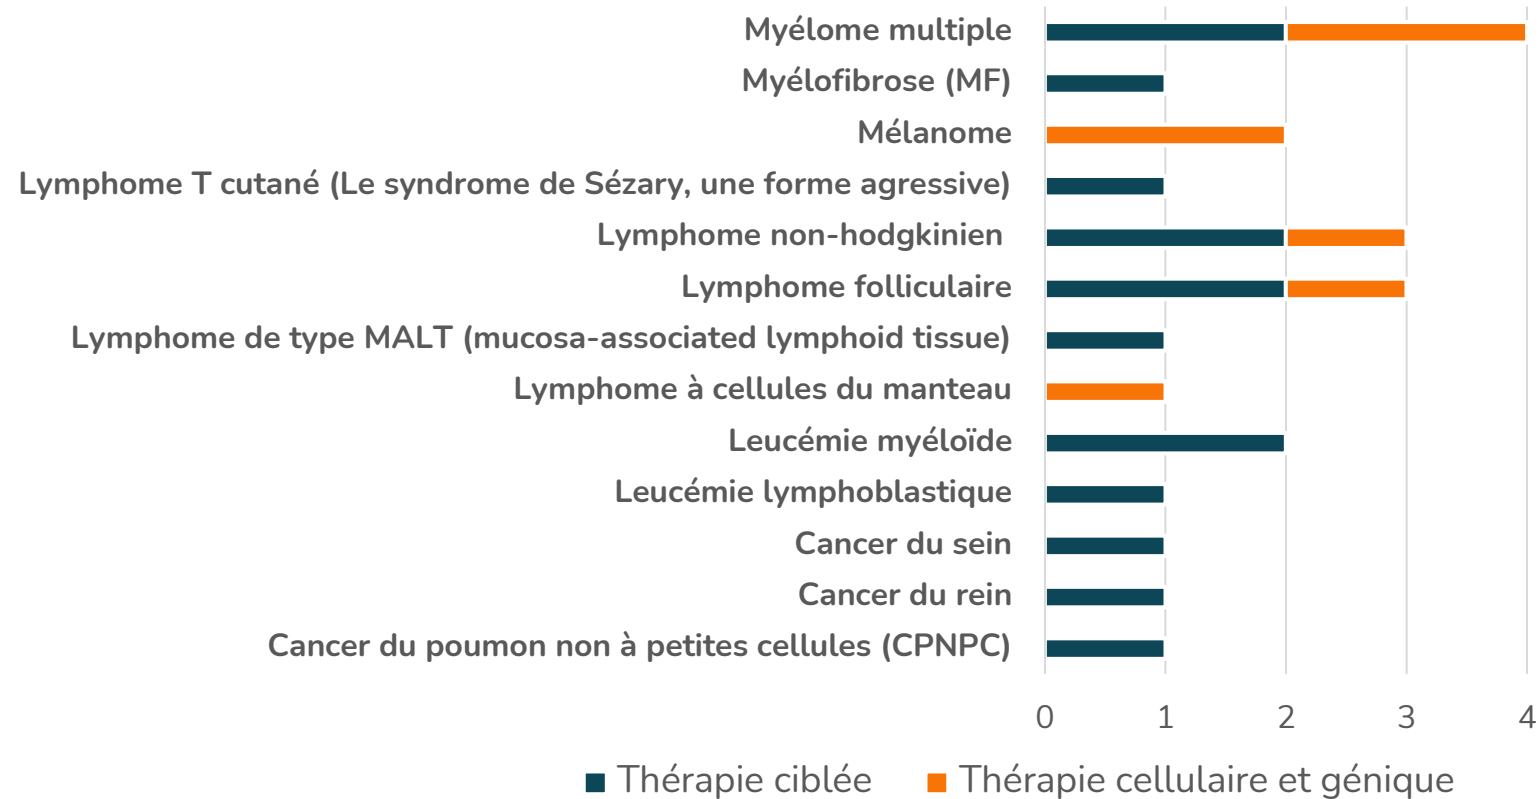 Myélome multiple
Myélofibrose (MF)
Mélanome
Lymphome T cutané (Le syndrome de Sézary, une forme agressive)
Lymphome non-hodgkinien
Lymphome folliculaire
Lymphome de type MALT (mucosa-associated lymphoid tissue)
Lymphome à cellules du manteau
Leucémie myéloïde
Leucémie lymphoblastique
Cancer du sein
Cancer du rein
Cancer du poumon non à petites cellules (CPNPC)
0 1 2 3 4
Thérapie ciblée Thérapie cellulaire et génique